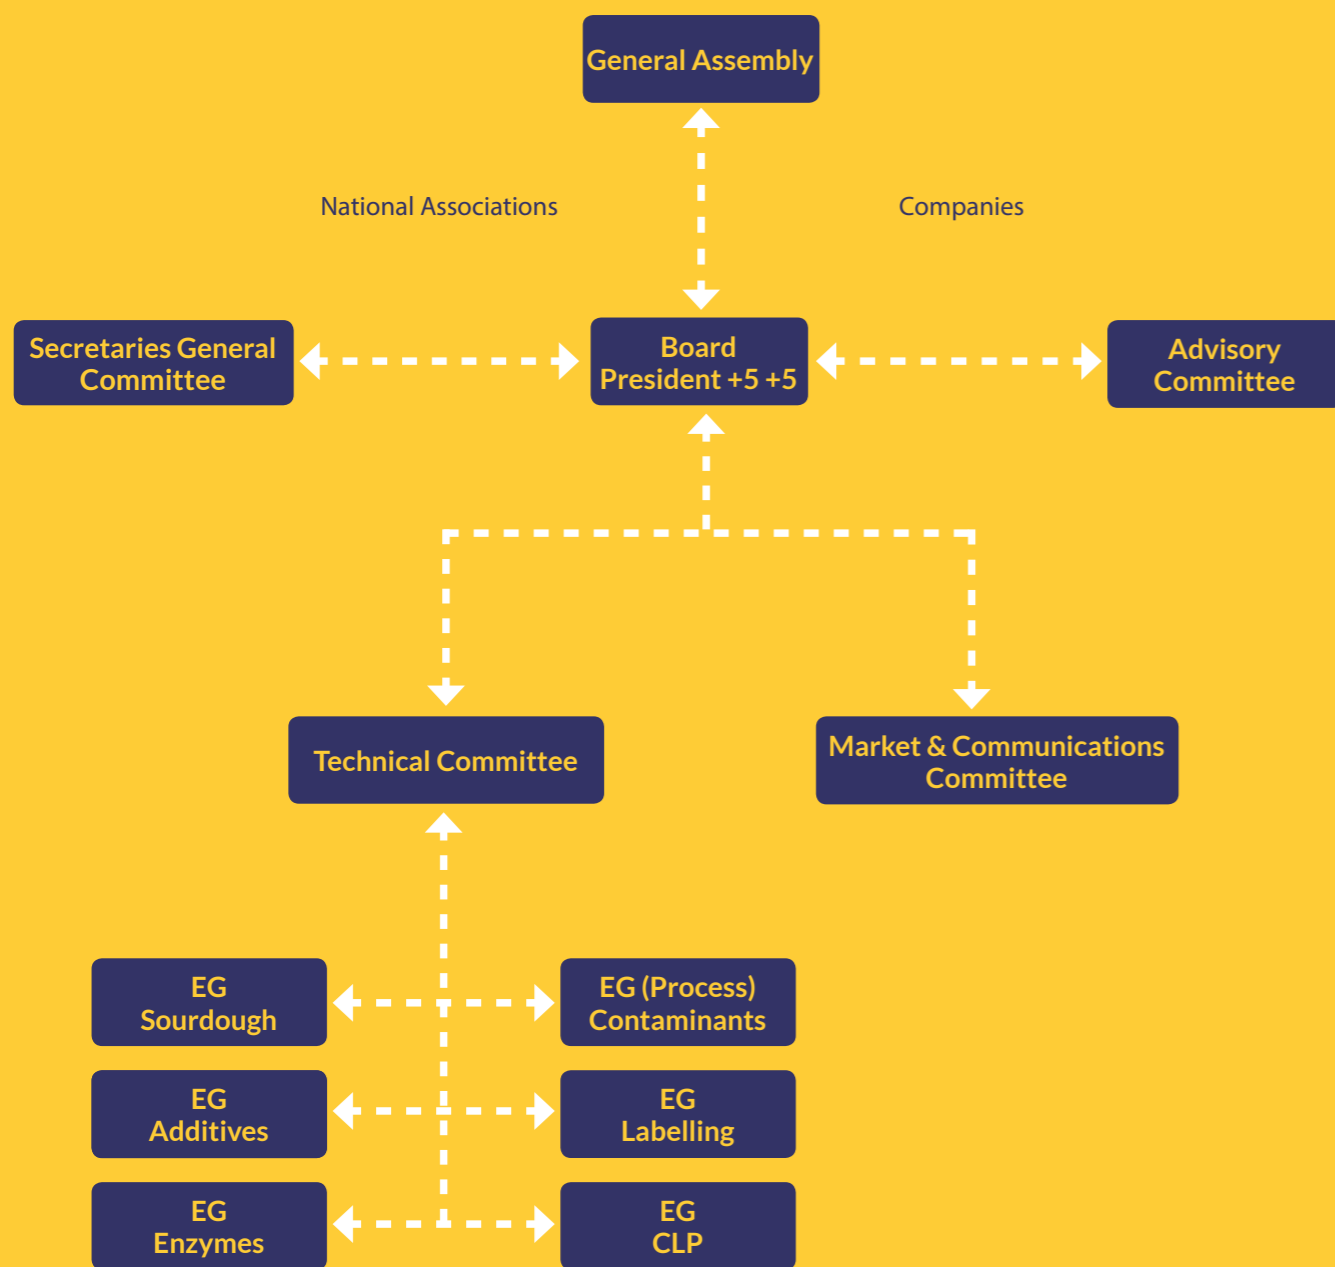 General Assembly
National Associations
Companies
Secretaries General
Committee
Board
President +5 +5
Advisory
Committee
Technical Committee
Market & Communications
Committee
EG
Sourdough
EG (Process)
Contaminants
EG
Additives
EG
Labelling
EG
Enzymes
EG
CLP